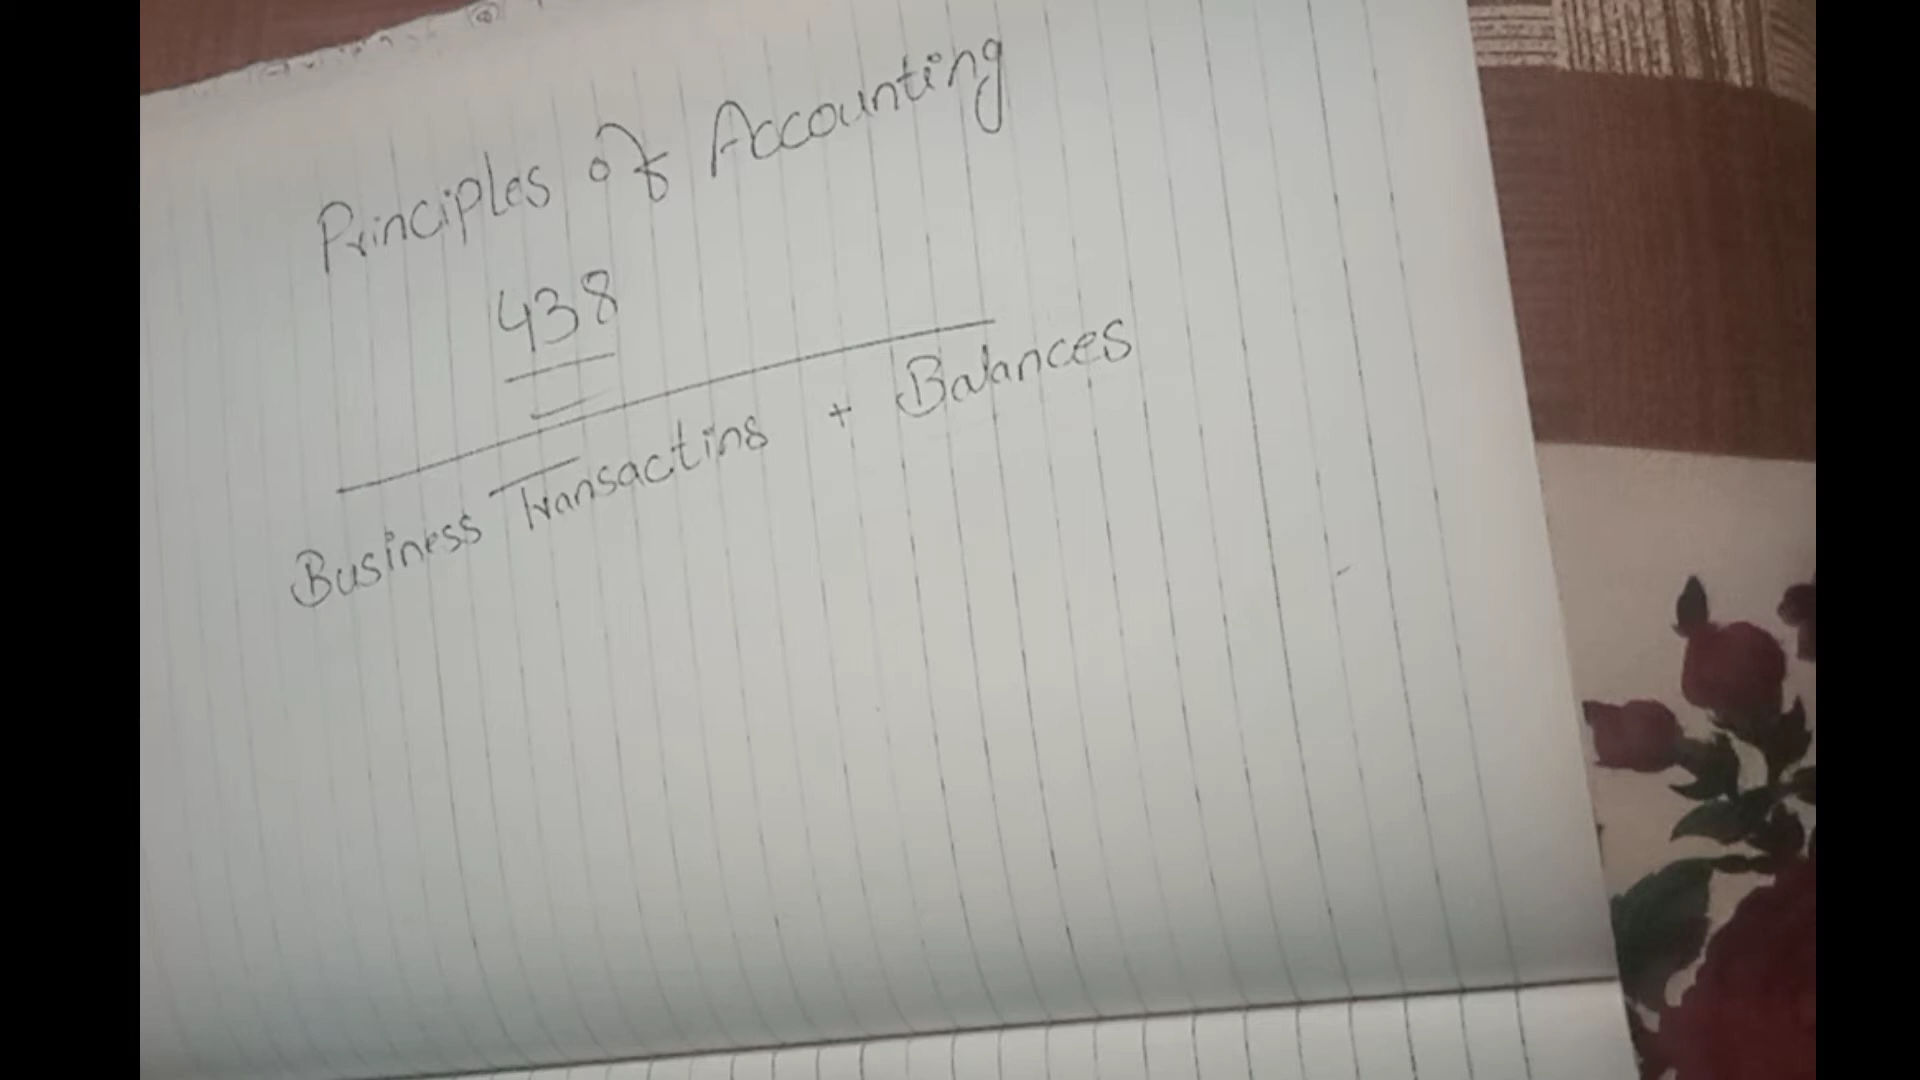 Principles of Accounting
438
Business Transactins + Balances